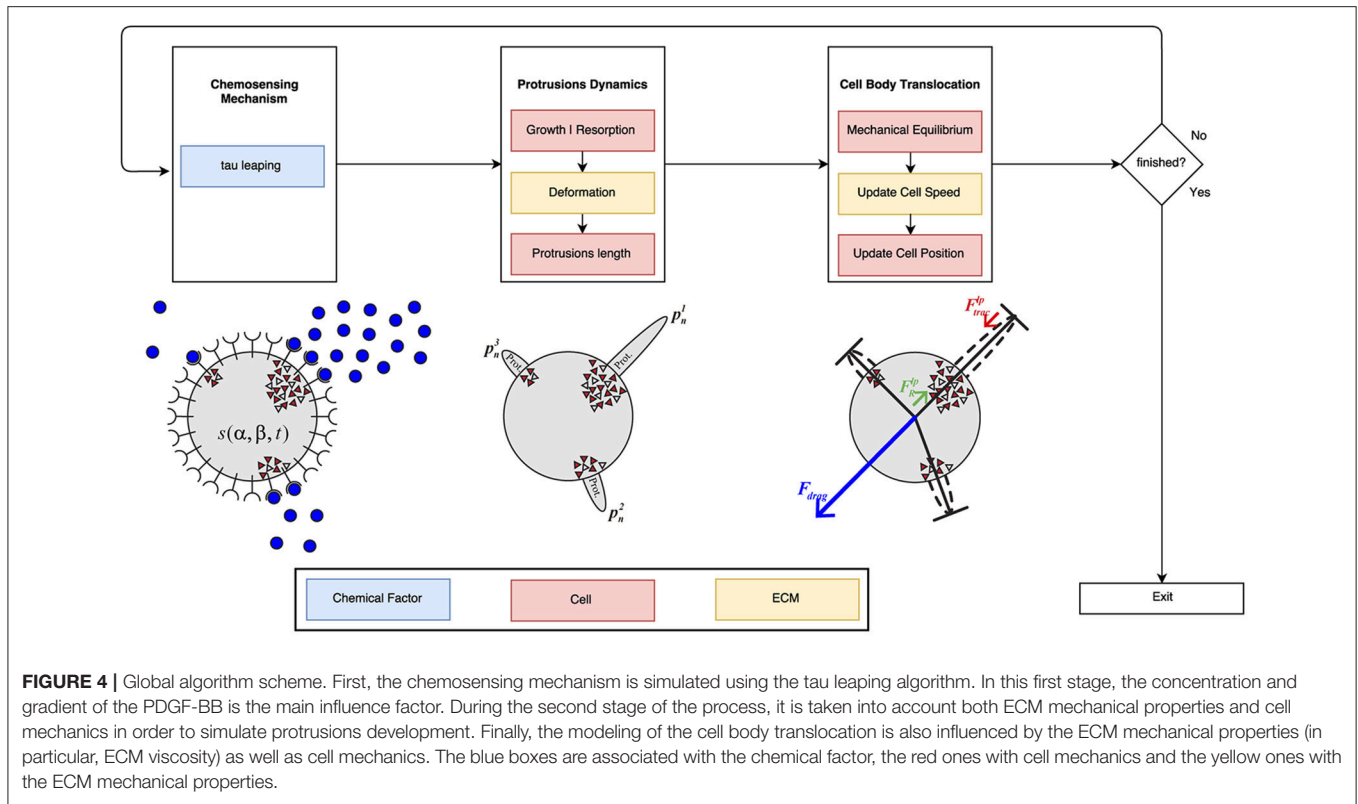 Chemosensing
Mechanism
tau leaping
Protrusions Dynamics
Growth I Resorption
Deformation
Protrusions length
Cell Body Translocation
Mechanical Equilibrium
Update Cell Speed
Update Cell Position
finished?
No
Yes
s(α,β,t)
p_n^1
p_n^3
Prot.
Prot.
Prot.
p_n^2
F_trac^lp
F_R^lp
F_drag
Chemical Factor
Cell
ECM
Exit
FIGURE 4 | Global algorithm scheme. First, the chemosensing mechanism is simulated using the tau leaping algorithm. In this first stage, the concentration and
gradient of the PDGF-BB is the main influence factor. During the second stage of the process, it is taken into account both ECM mechanical properties and cell
mechanics in order to simulate protrusions development. Finally, the modeling of the cell body translocation is also influenced by the ECM mechanical properties (in
particular, ECM viscosity) as well as cell mechanics. The blue boxes are associated with the chemical factor, the red ones with cell mechanics and the yellow ones with
the ECM mechanical properties.